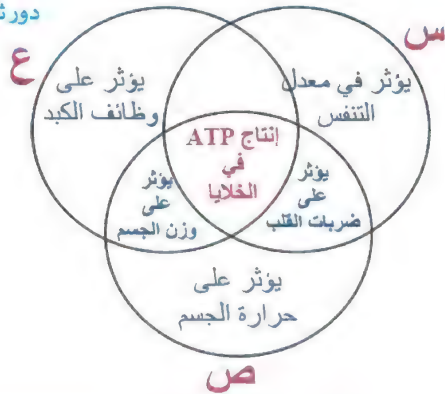 دورثا
س
ع
يؤثر في معدل
التنفس
يؤثر على
وظائف الكبد
إنتاج ATP
في
الخلايا
يؤثر
على
ضربات القلب
يؤثر
على
وزن الجسم
يؤثر على
حرارة الجسم
ص